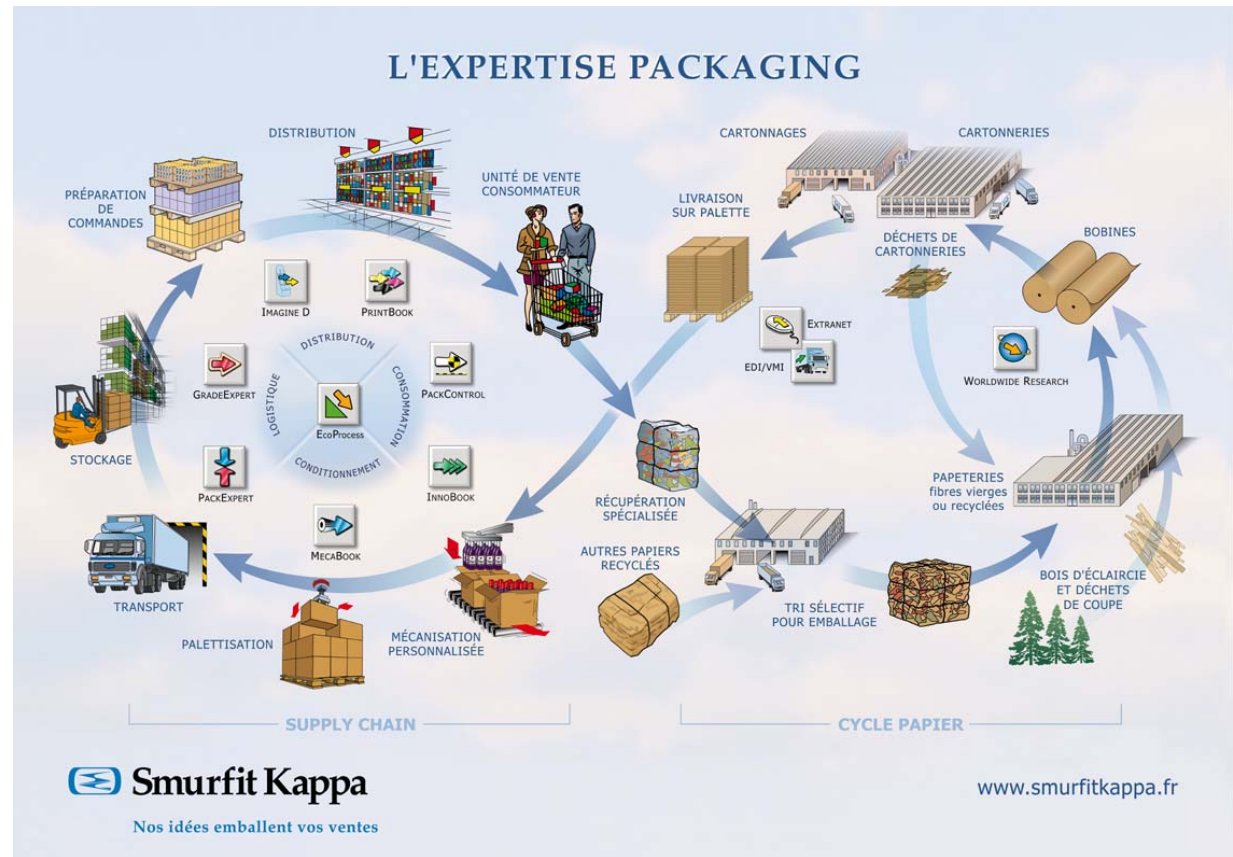 L'EXPERTISE PACKAGING
DISTRIBUTION
PRÉPARATION
DE
COMMANDES
UNITÉ DE VENTE
CONSOMMATEUR
IMAGINE D
PRINTBOOK
GRADEEXPERT
PACKCONTROL
DISTRIBUTION
LOGISTIQUE
CONSOMMATION
ECOPROCESS
CONDITIONNEMENT
STOCKAGE
PACKEXPERT
INNOBOOK
MECABOOK
TRANSPORT
PALETTISATION
MÉCANISATION
PERSONNALISÉE
CARTONNAGES
CARTONNERIES
LIVRAISON
SUR PALETTE
DÉCHETS DE
CARTONNERIES
BOBINES
EXTRANET
EDI/VMI
WORLDWIDE RESEARCH
RÉCUPÉRATION
SPÉCIALISÉE
PAPETERIES
fibres vierges
ou recyclées
AUTRES PAPIERS
RECYCLÉS
TRI SÉLECTIF
POUR EMBALLAGE
BOIS D'ÉCLAIRCIE
ET DÉCHETS
DE COUPE
SUPPLY CHAIN
CYCLE PAPIER
Smurfit Kappa
www.smurfitkappa.fr
Nos idées emballent vos ventes